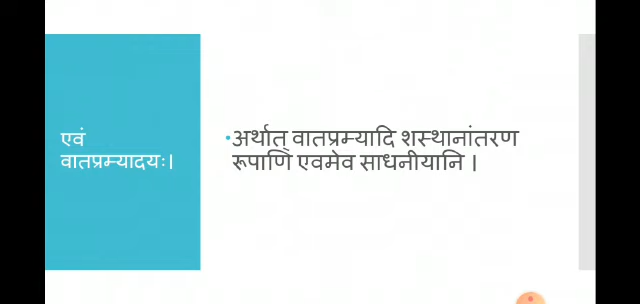 एवं
वातप्रम्यादयः।
•अर्थात् वातप्रम्यादि शस्थानांतरण
रूपाणि एवमेव साधनीयानि ।